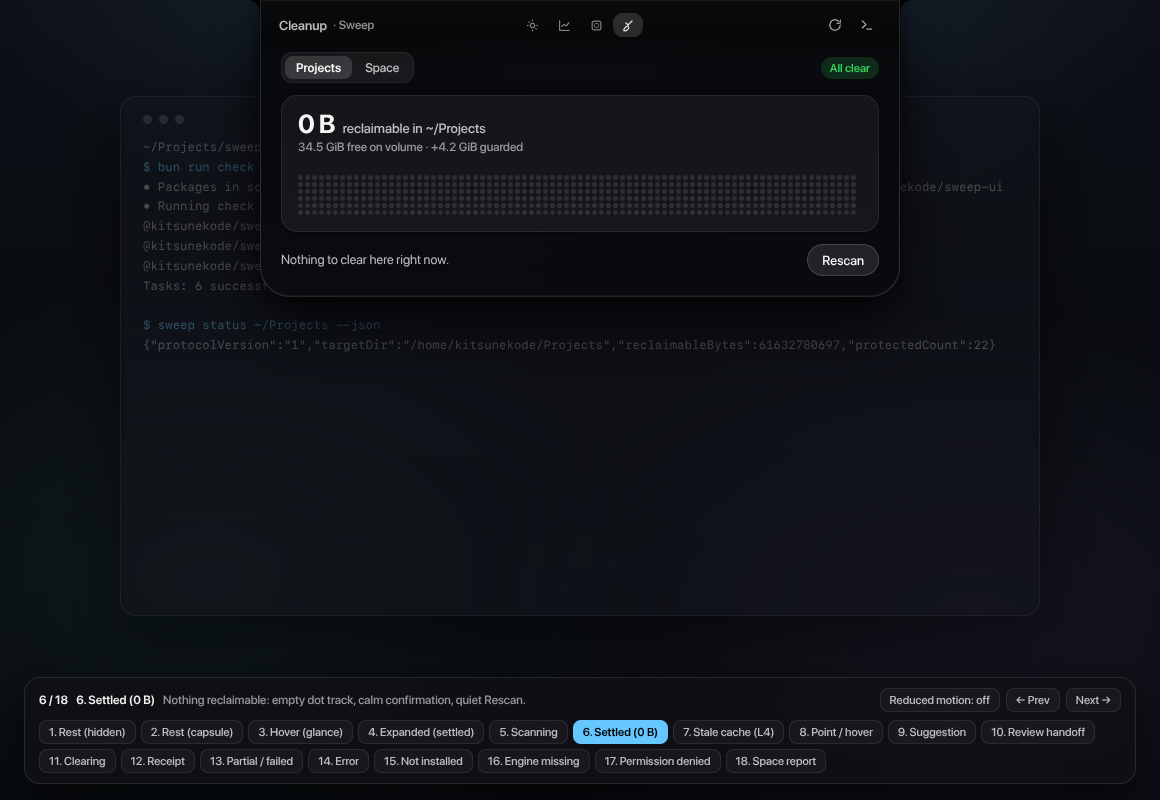 Cleanup · Sweep
Projects Space
All clear
0 B reclaimable in ~/Projects
34.5 GiB free on volume · +4.2 GiB guarded
Nothing to clear here right now.
Rescan
~/Projects/sweep
$ bun run check
• Packages in sc
ekode/sweep-ui
• Running check
@kitsunekode/swe
@kitsunekode/swe
@kitsunekode/swe
Tasks: 6 successf
$ sweep status ~/Projects --json
{"protocolVersion":"1","targetDir":"/home/kitsunekode/Projects","reclaimableBytes":61632780697,"protectedCount":22}
6 / 18 6. Settled (0 B) Nothing reclaimable: empty dot track, calm confirmation, quiet Rescan.
Reduced motion: off ← Prev Next →
1. Rest (hidden) 2. Rest (capsule) 3. Hover (glance) 4. Expanded (settled) 5. Scanning 6. Settled (0 B) 7. Stale cache (L4) 8. Point / hover 9. Suggestion 10. Review handoff
11. Clearing 12. Receipt 13. Partial / failed 14. Error 15. Not installed 16. Engine missing 17. Permission denied 18. Space report